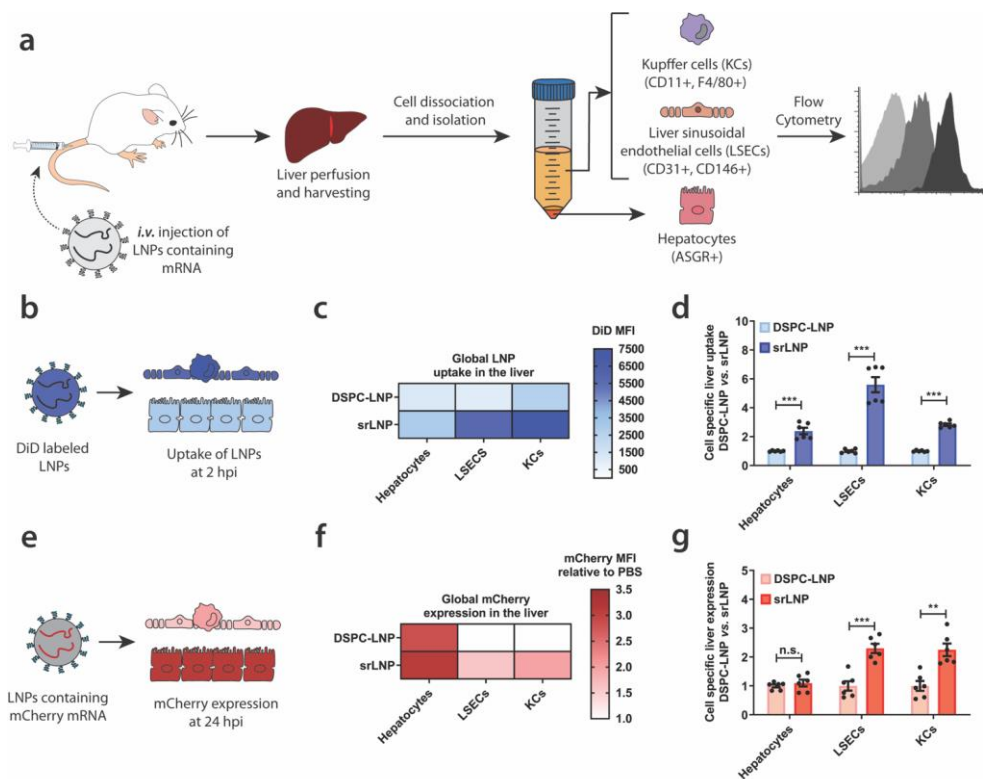 a
i.v. injection of
LNPs containing
mRNA
Liver perfusion
and harvesting
Cell dissociation
and isolation
Kupffer cells (KCs)
(CD11+, F4/80+)
Liver sinusoidal
endothelial cells (LSECs)
(CD31+, CD146+)
Hepatocytes
(ASGR+)
Flow
Cytometry
b
DiD labeled
LNPs
Uptake of LNPs
at 2 hpi
c
Global LNP
uptake in the liver
DSPC-LNP
srLNP
Hepatocytes
LSECS
KCs
DiD MFI
7500
6500
5500
4500
3500
2500
1500
500
d
Cell specific liver uptake
DSPC-LNP vs. srLNP
10
8
6
4
2
0
DSPC-LNP
srLNP
***
***
***
Hepatocytes
LSECs
KCs
e
LNPs containing
mCherry mRNA
mCherry expression
at 24 hpi
f
Global mCherry
expression in the liver
DSPC-LNP
srLNP
Hepatocytes
LSECs
KCs
mCherry MFI
relative to PBS
3.5
3.0
2.5
2.0
1.5
1.0
g
Cell specific liver expression
DSPC-LNP vs. srLNP
5
4
3
2
1
0
DSPC-LNP
srLNP
n.s.
***
**
Hepatocytes
LSECs
KCs